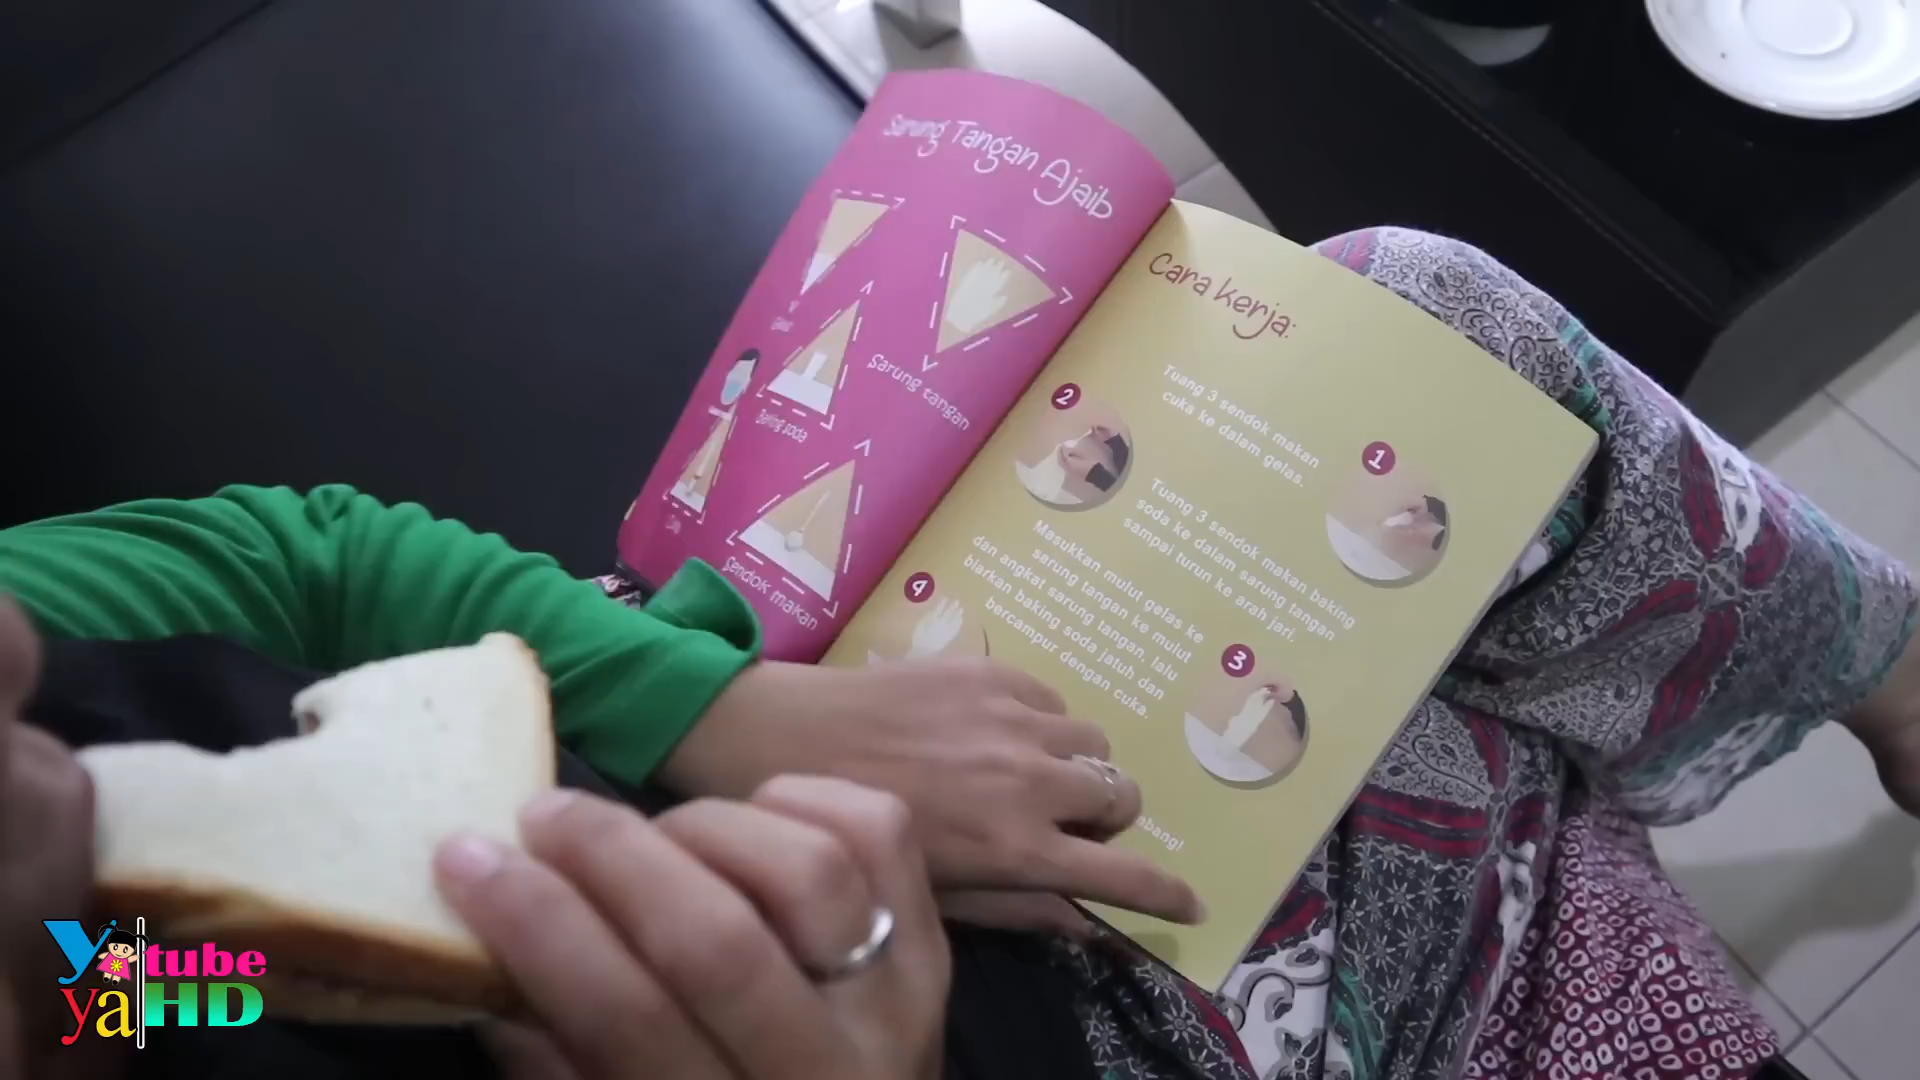 Sarung Tangan Ajaib
Sarung tangan
Baking soda
Sendok makan
Cara kerja:
1
Tuang 3 sendok makan
cuka ke dalam gelas.
2
Tuang 3 sendok makan baking
soda ke dalam sarung tangan
sampai turun ke arah jari.
3
Masukkan mulut gelas ke
sarung tangan ke mulut
dan angkat sarung tangan, lalu
biarkan baking soda jatuh dan
bercampur dengan cuka.
4
Yatube
yaHD